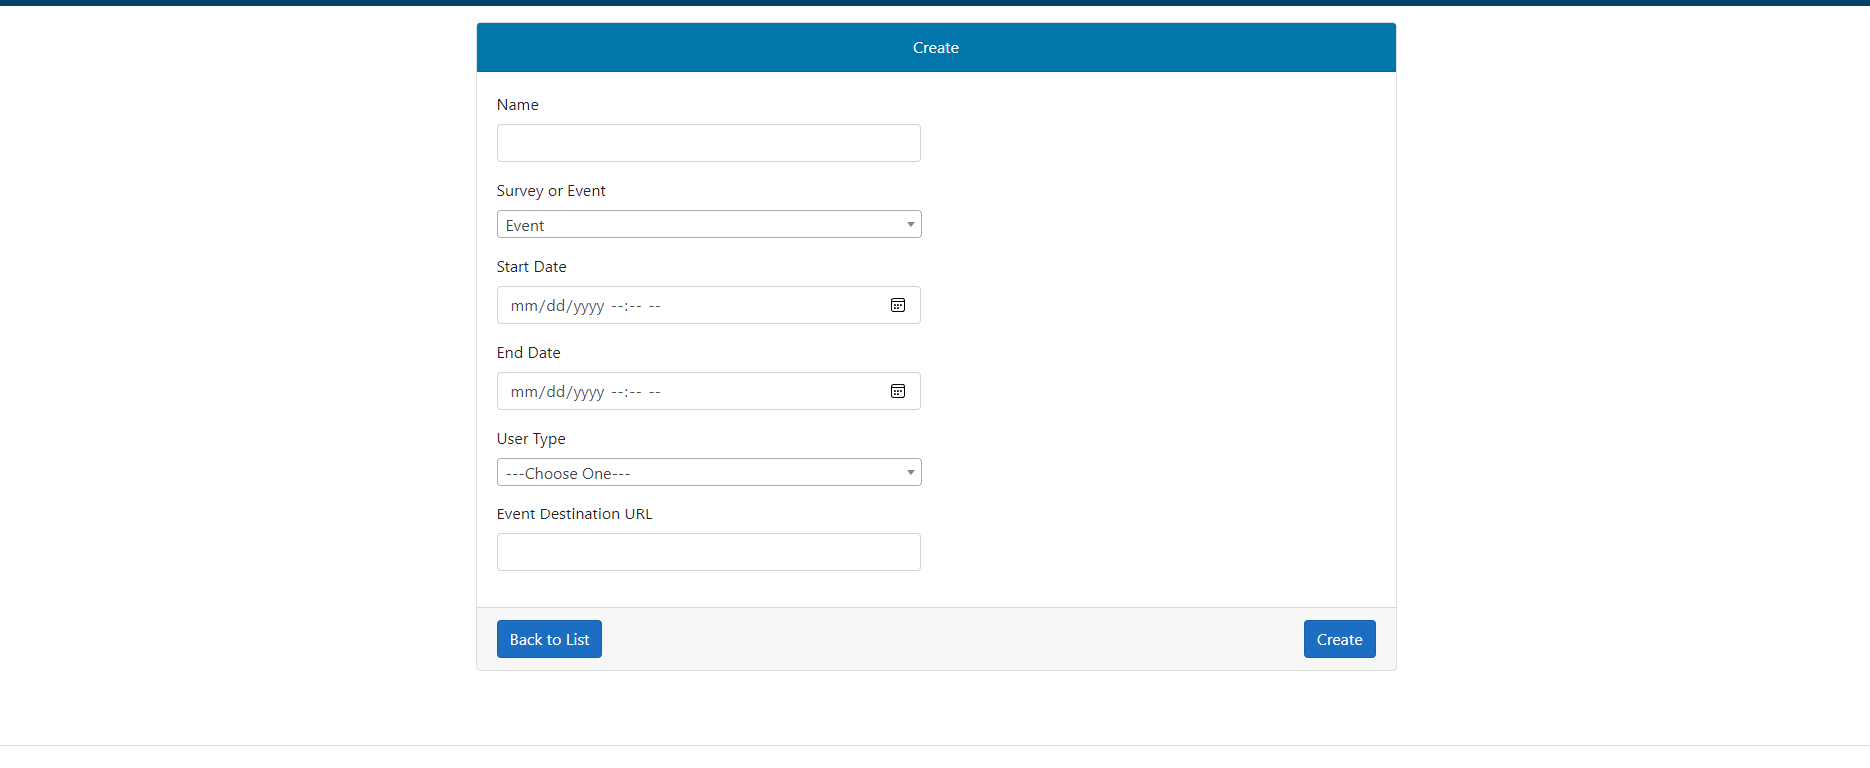 Create
Name
Survey or Event
Event
Start Date
mm/dd/yyyy --:-- --
End Date
mm/dd/yyyy --:-- --
User Type
---Choose One---
Event Destination URL
Back to List
Create